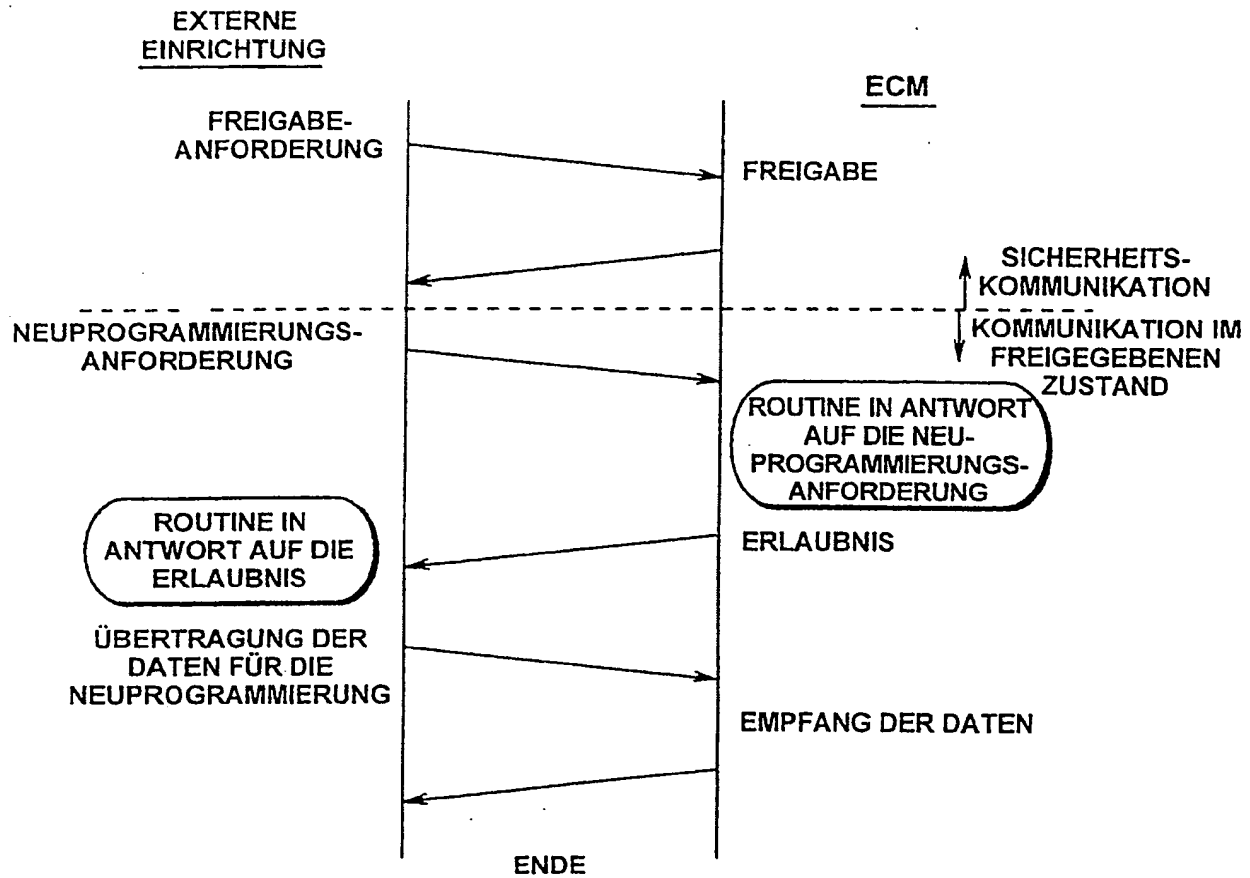 EXTERNE
EINRICHTUNG
ECM
FREIGABE-
ANFORDERUNG
FREIGABE
SICHERHEITS-
KOMMUNIKATION
NEUPROGRAMMIERUNGS-
ANFORDERUNG
KOMMUNIKATION IM
FREIGEGEBENEN
ZUSTAND
ROUTINE IN ANTWORT
AUF DIE NEU-
PROGRAMMIERUNGS-
ANFORDERUNG
ROUTINE IN
ANTWORT AUF DIE
ERLAUBNIS
ERLAUBNIS
ÜBERTRAGUNG DER
DATEN FÜR DIE
NEUPROGRAMMIERUNG
EMPFANG DER DATEN
ENDE